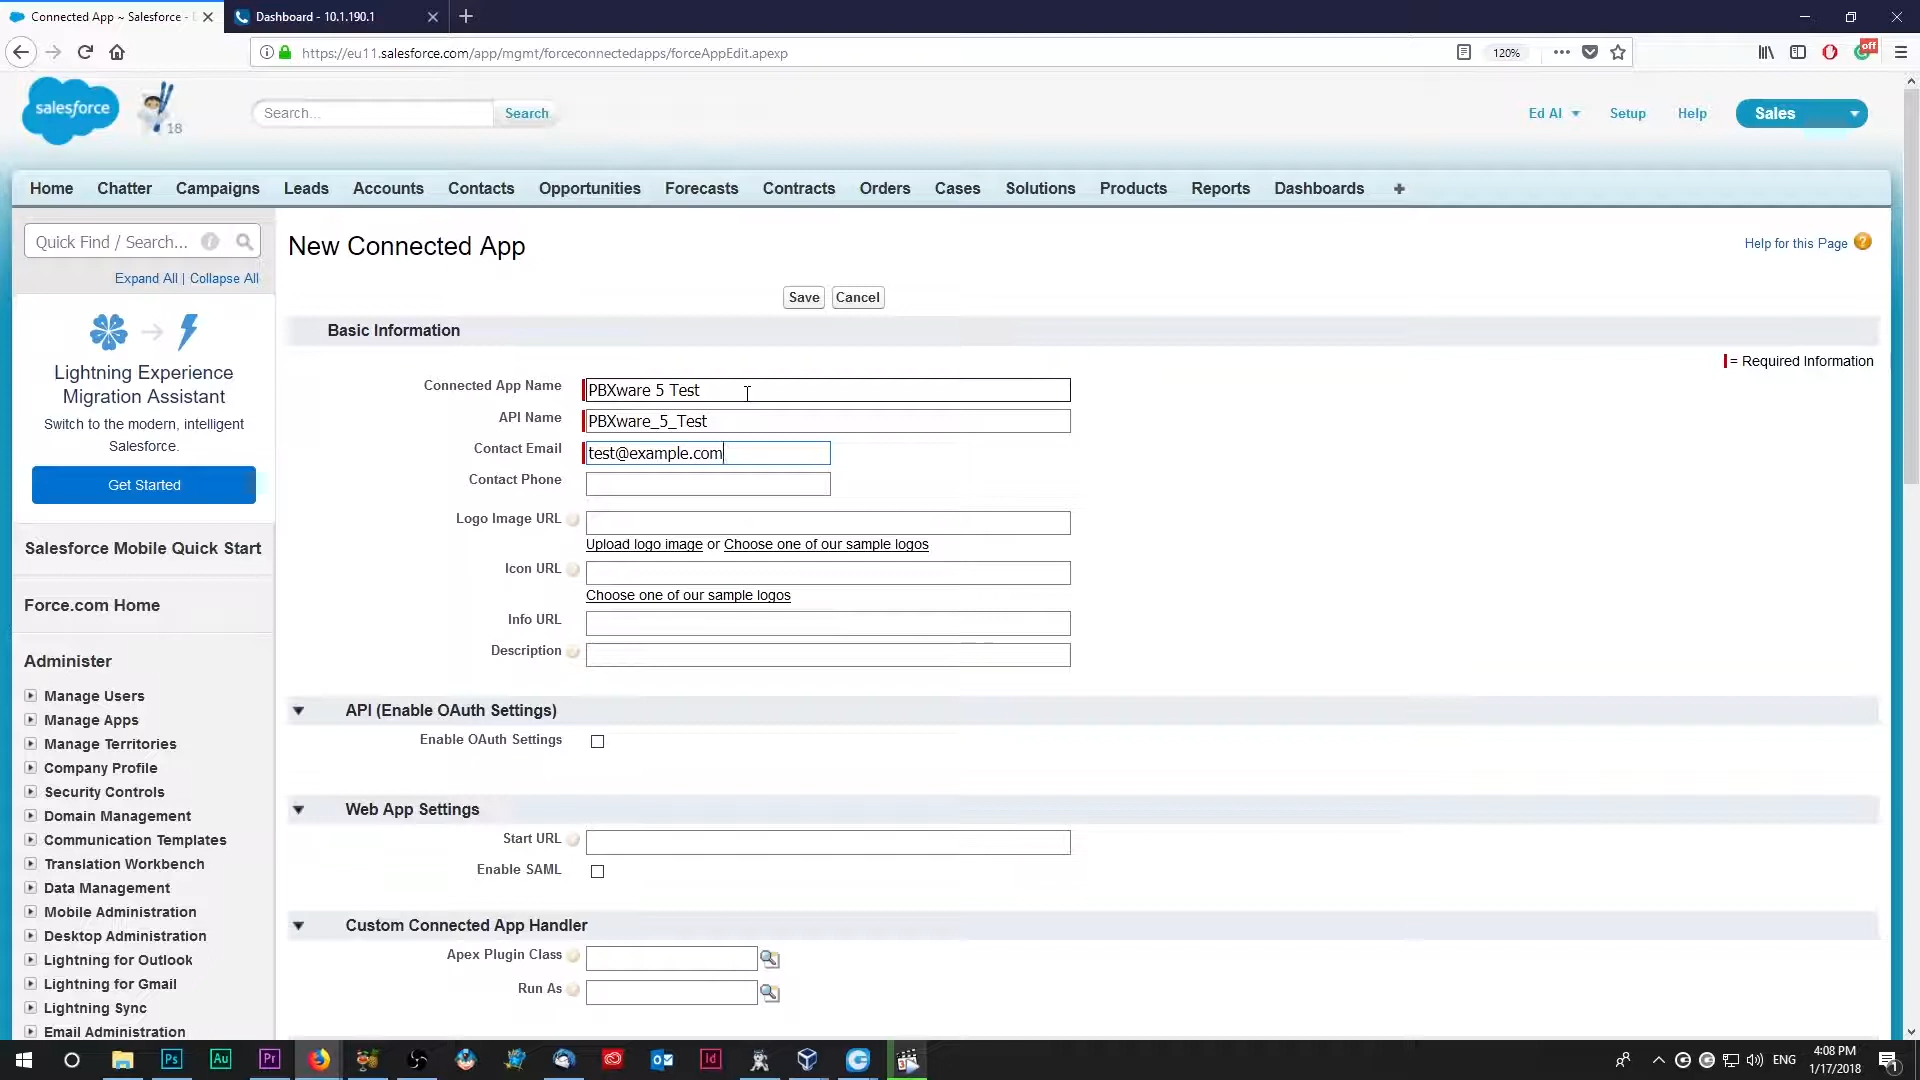 Connected App ~ Salesforce -
Dashboard - 10.1.190.1
https://eu11.salesforce.com/app/mgmt/forceconnectedapps/forceAppEdit.apexp
120%
off
salesforce
18
Search...
Search
Ed Al
Setup
Help
Sales
Home
Chatter
Campaigns
Leads
Accounts
Contacts
Opportunities
Forecasts
Contracts
Orders
Cases
Solutions
Products
Reports
Dashboards
+
Quick Find / Search...
Expand All | Collapse All
Lightning Experience
Migration Assistant
Switch to the modern, intelligent
Salesforce.
Get Started
Salesforce Mobile Quick Start
Force.com Home
Administer
Manage Users
Manage Apps
Manage Territories
Company Profile
Security Controls
Domain Management
Communication Templates
Translation Workbench
Data Management
Mobile Administration
Desktop Administration
Lightning for Outlook
Lightning for Gmail
Lightning Sync
Email Administration
New Connected App
Help for this Page ?
Save
Cancel
Basic Information
= Required Information
Connected App Name
PBXware 5 Test
API Name
PBXware_5_Test
Contact Email
test@example.com
Contact Phone
Logo Image URL
Upload logo image or Choose one of our sample logos
Icon URL
Choose one of our sample logos
Info URL
Description
API (Enable OAuth Settings)
Enable OAuth Settings
Web App Settings
Start URL
Enable SAML
Custom Connected App Handler
Apex Plugin Class
Run As
Ps
Au
Pr
Id
ENG
4:08 PM
1/17/2018
1